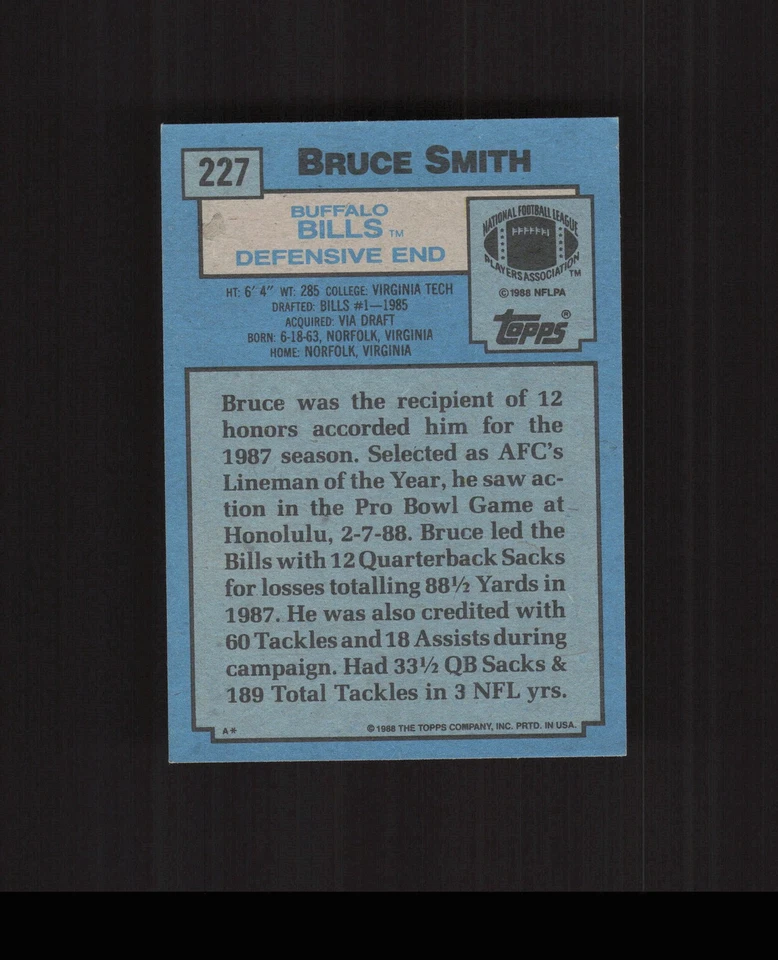 227
BRUCE SMITH
BUFFALO
BILLS TM
DEFENSIVE END
NATIONAL FOOTBALL LEAGUE
PLAYERS ASSOCIATION TM
© 1988 NFLPA
topps®
HT: 6' 4" WT: 285 COLLEGE: VIRGINIA TECH
DRAFTED: BILLS #1—1985
ACQUIRED: VIA DRAFT
BORN: 6-18-63, NORFOLK, VIRGINIA
HOME: NORFOLK, VIRGINIA
Bruce was the recipient of 12
honors accorded him for the
1987 season. Selected as AFC's
Lineman of the Year, he saw ac-
tion in the Pro Bowl Game at
Honolulu, 2-7-88. Bruce led the
Bills with 12 Quarterback Sacks
for losses totalling 88½ Yards in
1987. He was also credited with
60 Tackles and 18 Assists during
campaign. Had 33½ QB Sacks &
189 Total Tackles in 3 NFL yrs.
A*
© 1988 THE TOPPS COMPANY, INC. PRTD. IN USA.